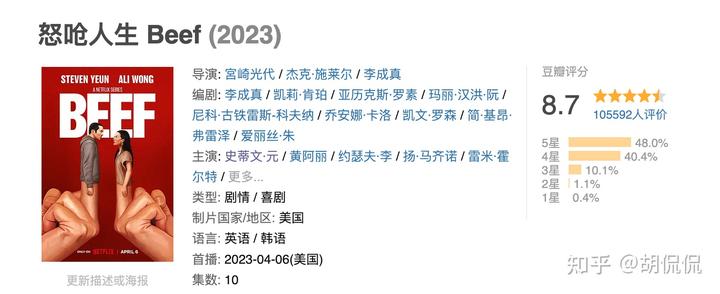 怒呛人生 Beef (2023)
STEVEN YEUN ALI WONG
A NETFLIX SERIES
BEEF
NETFLIX | APRIL 6
更新描述或海报
导演: 宫崎光代 / 杰克·施莱尔 / 李成真
编剧: 李成真 / 凯莉·肯珀 / 亚历克斯·罗素 / 玛丽·汉洪·阮 /
尼科·古铁雷斯-科夫纳 / 乔安娜·卡洛 / 凯文·罗森 / 简·基昂·
弗雷泽 / 爱丽丝·朱
主演: 史蒂文·元 / 黄阿丽 / 约瑟夫·李 / 扬·马齐诺 / 雷米·霍
尔特 / 更多...
类型: 剧情 / 喜剧
制片国家/地区: 美国
语言: 英语 / 韩语
首播: 2023-04-06(美国)
集数: 10
豆瓣评分
8.7
105592人评价
5星 48.0%
4星 40.4%
3星 10.1%
2星 1.1%
1星 0.4%
知乎 @胡侃侃